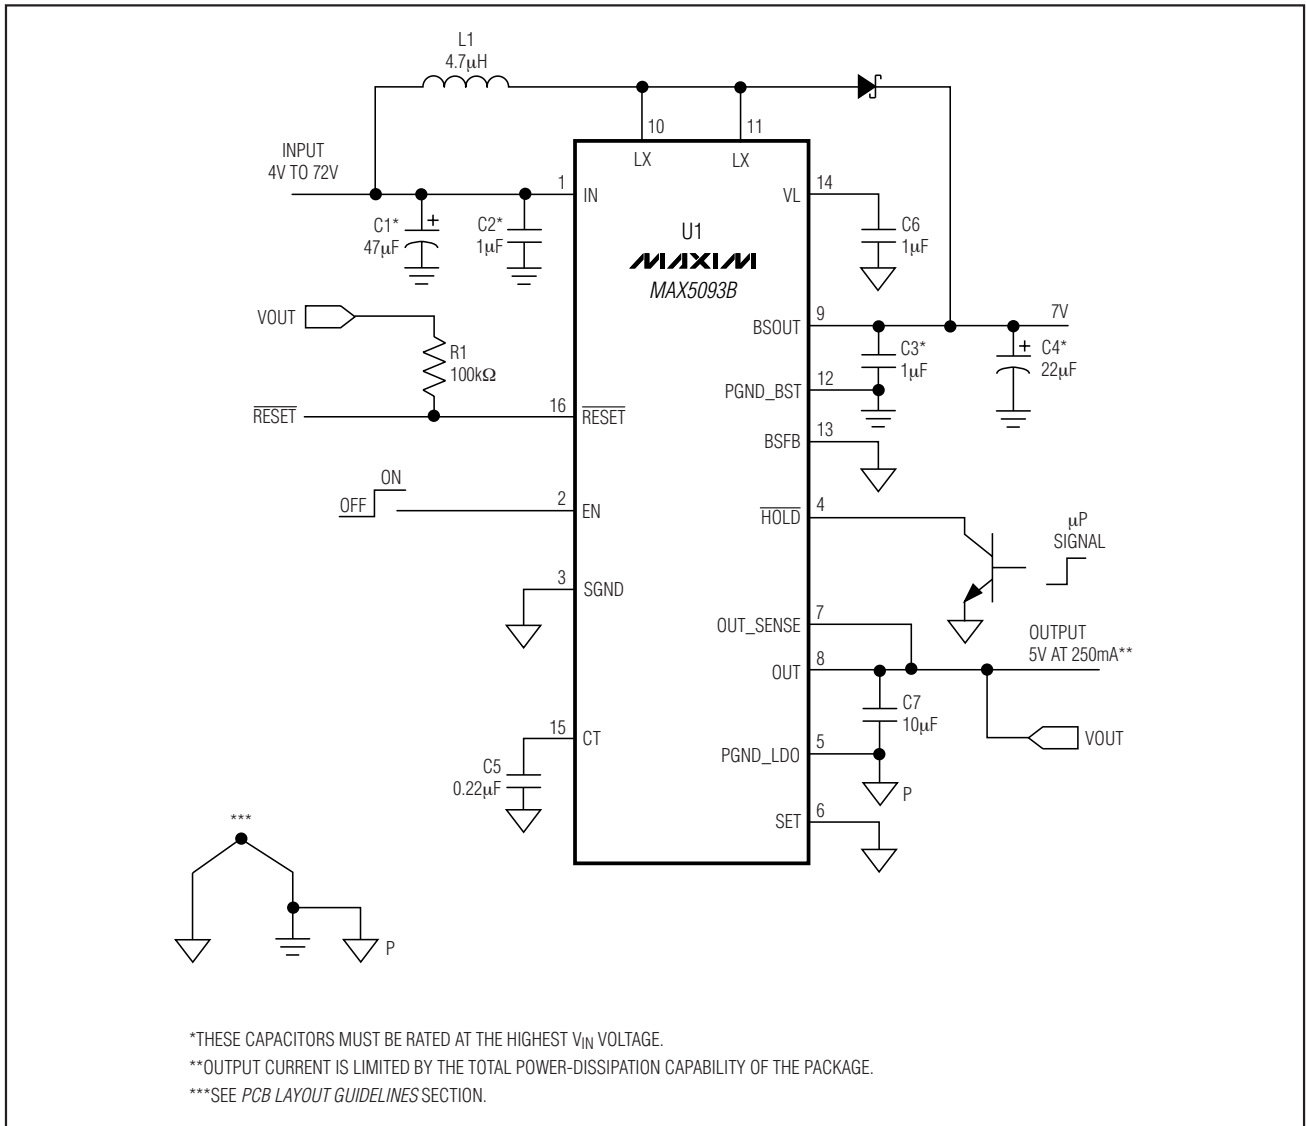 L1
4.7µH
10
11
LX
LX
INPUT
4V TO 72V
1
IN
VL
14
C1*
+
47µF
C2*
1µF
C6
1µF
U1
MAXIM
MAX5093B
VOUT
R1
100kΩ
BSOUT
9
7V
C3*
1µF
+
C4*
22µF
PGND_BST
12
RESET
16
RESET
BSFB
13
ON
OFF
2
EN
HOLD
4
µP
SIGNAL
3
SGND
OUT_SENSE
7
OUTPUT
5V AT 250mA**
OUT
8
C7
10µF
15
CT
VOUT
PGND_LDO
5
P
C5
0.22µF
SET
6
***
P
*THESE CAPACITORS MUST BE RATED AT THE HIGHEST VIN VOLTAGE.
**OUTPUT CURRENT IS LIMITED BY THE TOTAL POWER-DISSIPATION CAPABILITY OF THE PACKAGE.
***SEE PCB LAYOUT GUIDELINES SECTION.